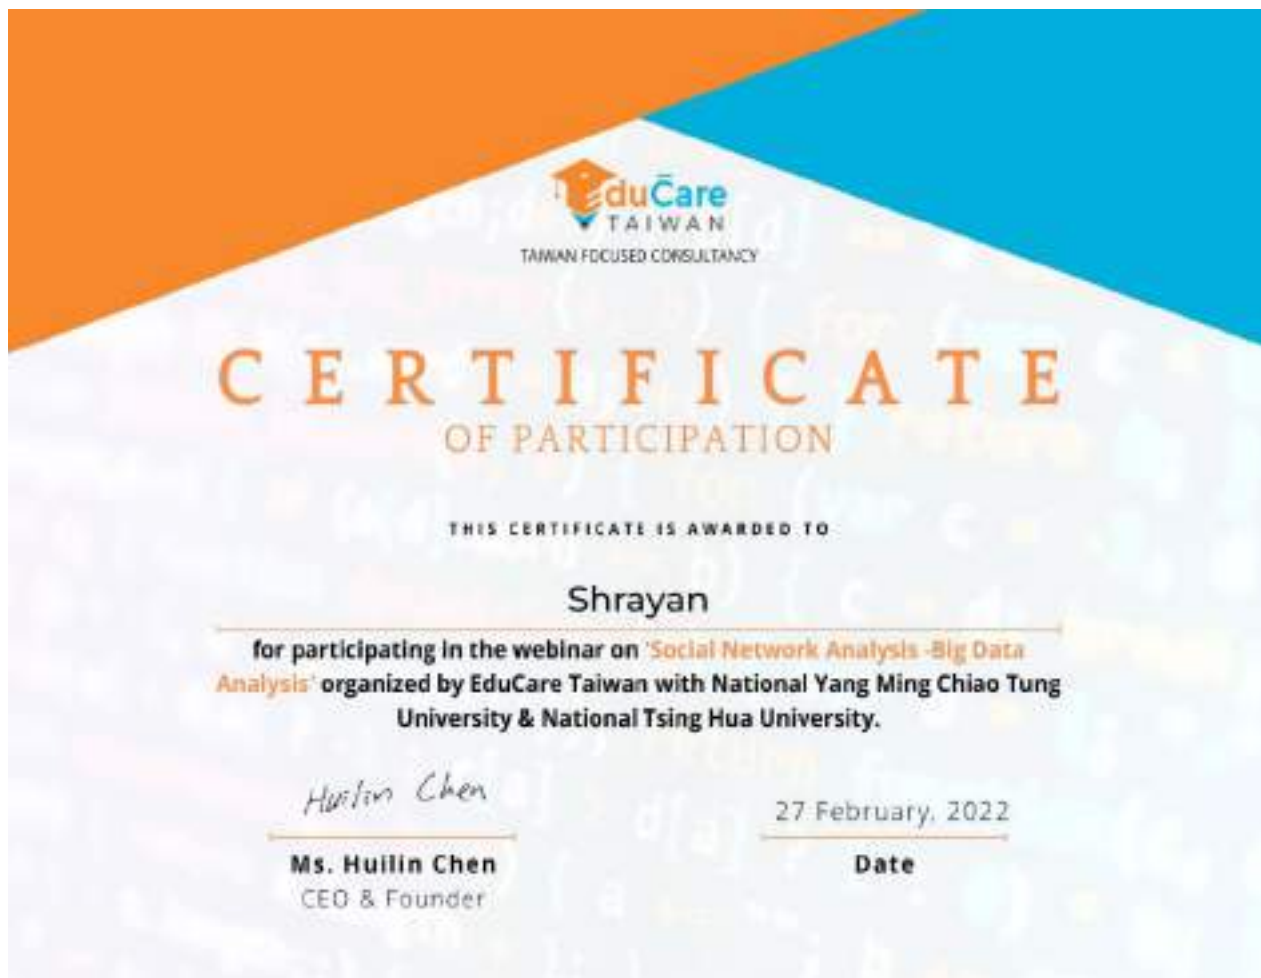 EduCare
TAIWAN
TAIWAN FOCUSED CONSULTANCY
CERTIFICATE
OF PARTICIPATION
THIS CERTIFICATE IS AWARDED TO
Shrayan
for participating in the webinar on 'Social Network Analysis -Big Data
Analysis' organized by EduCare Taiwan with National Yang Ming Chiao Tung
University & National Tsing Hua University.
Huilin Chen
27 February, 2022
Ms. Huilin Chen
Date
CEO & Founder